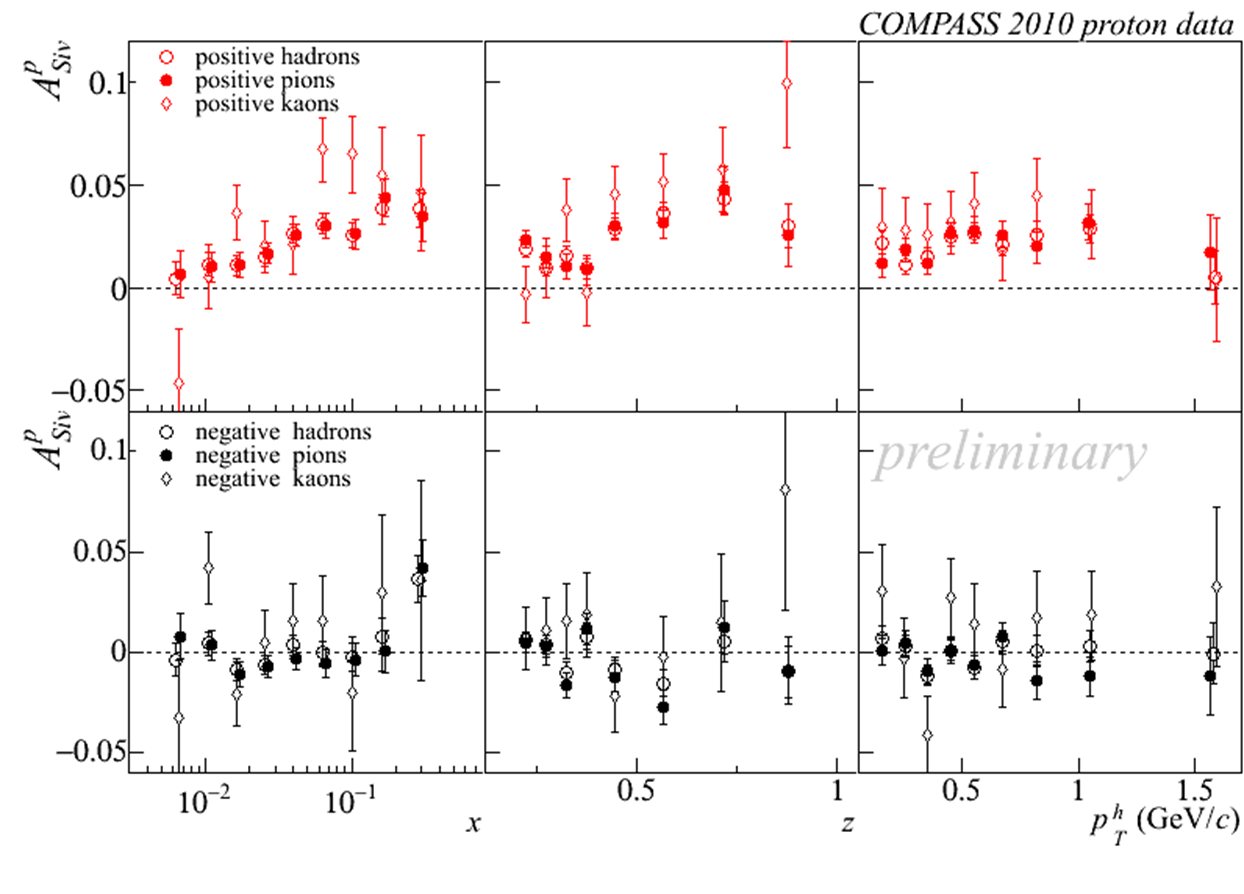 COMPASS 2010 proton data
A^p_Siv
0.1
0.05
0
−0.05
positive hadrons
positive pions
positive kaons
A^p_Siv
0.1
0.05
0
−0.05
negative hadrons
negative pions
negative kaons
preliminary
10^−2 10^−1 0.5 1 0.5 1 1.5
x z p^h_T (GeV/c)